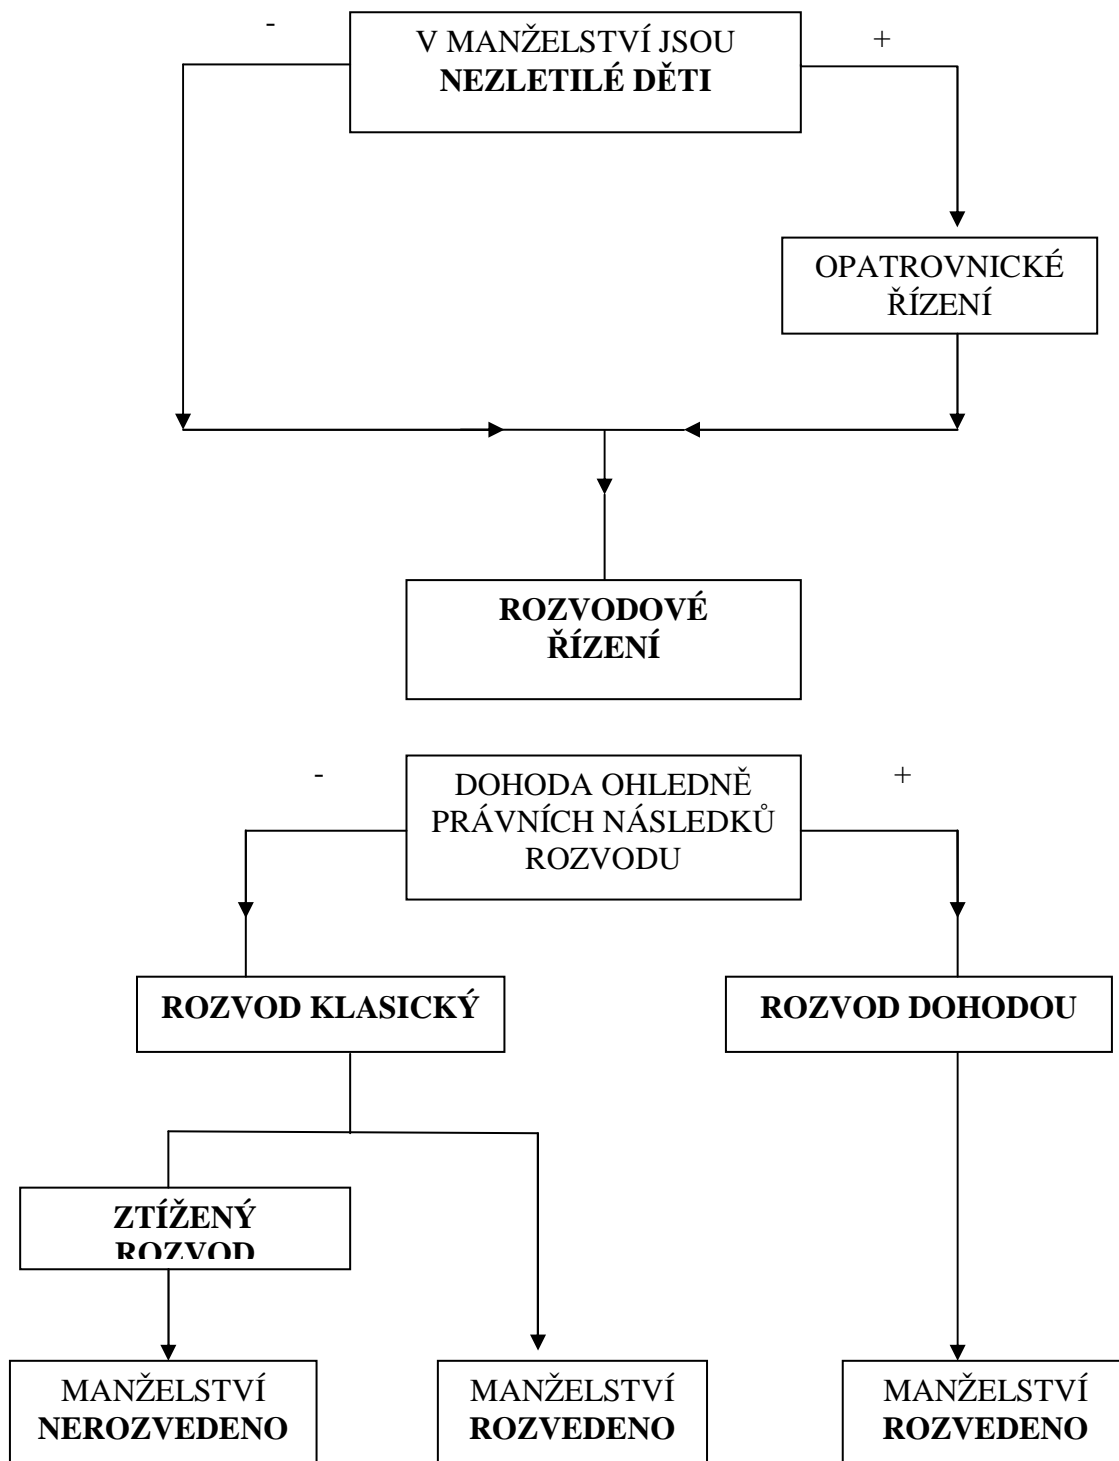 -
V MANŽELSTVÍ JSOU
+
NEZLETILÉ DĚTI
OPATROVNICKÉ
ŘÍZENÍ
ROZVODOVÉ
ŘÍZENÍ
-
DOHODA OHLEDNĚ
+
PRÁVNÍCH NÁSLEDKŮ
ROZVODU
ROZVOD KLASICKÝ
ROZVOD DOHODOU
ZTÍŽENÝ
ROZVOD
MANŽELSTVÍ
NEROZVEDENO
MANŽELSTVÍ
ROZVEDENO
MANŽELSTVÍ
ROZVEDENO